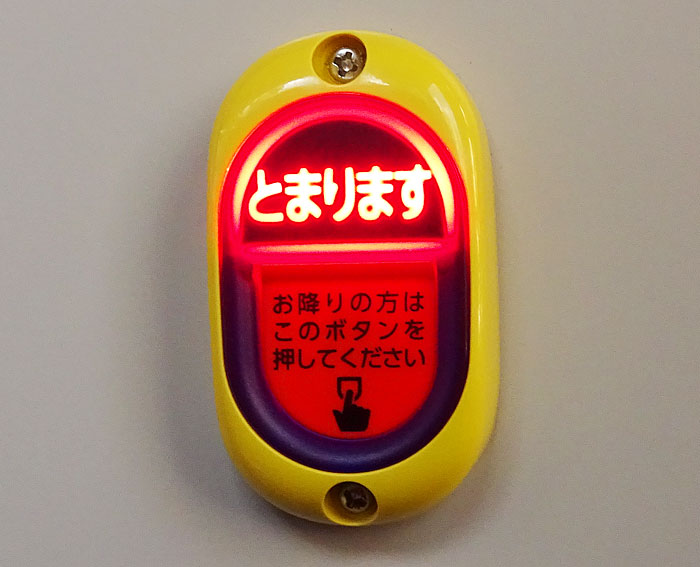 とまります
お降りの方は
このボタンを
押してください